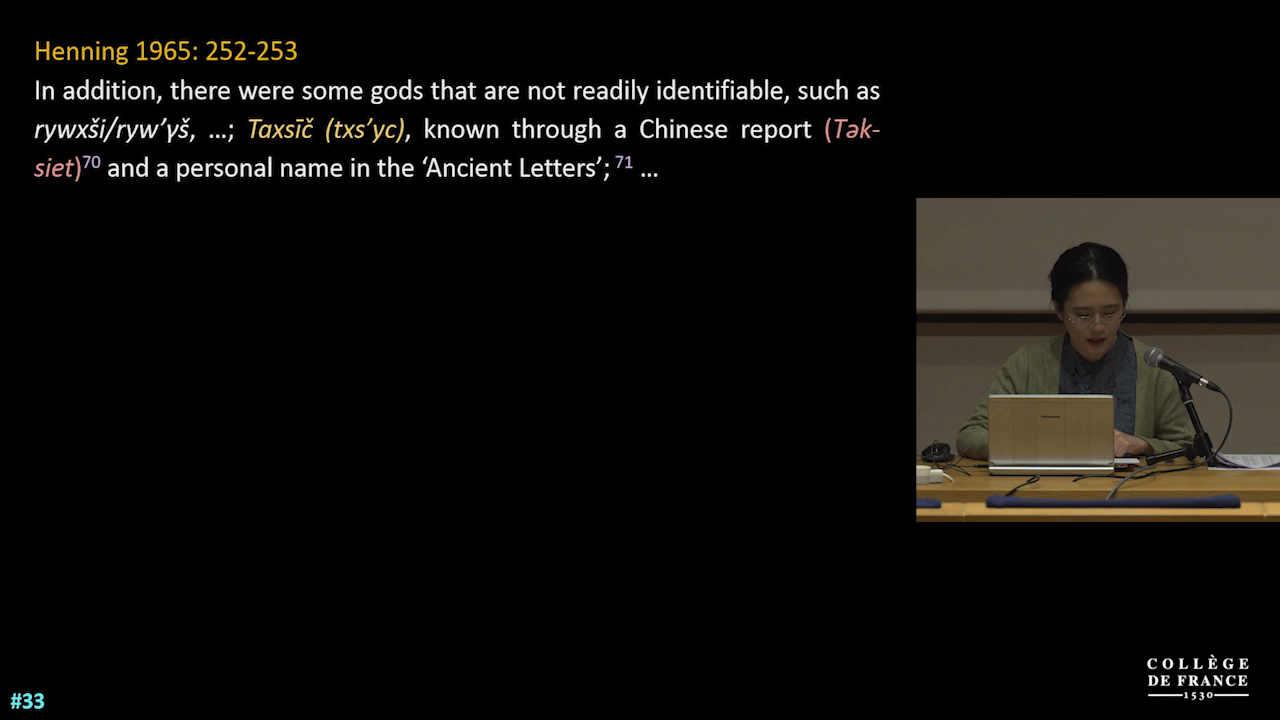 Henning 1965: 252-253
In addition, there were some gods that are not readily identifiable, such as
rywxši/ryw’γš, …; Taxsīč (txs’yc), known through a Chinese report (Tək-
siet)70 and a personal name in the ‘Ancient Letters’; 71 …
COLLÈGE
DE FRANCE
1530
#33